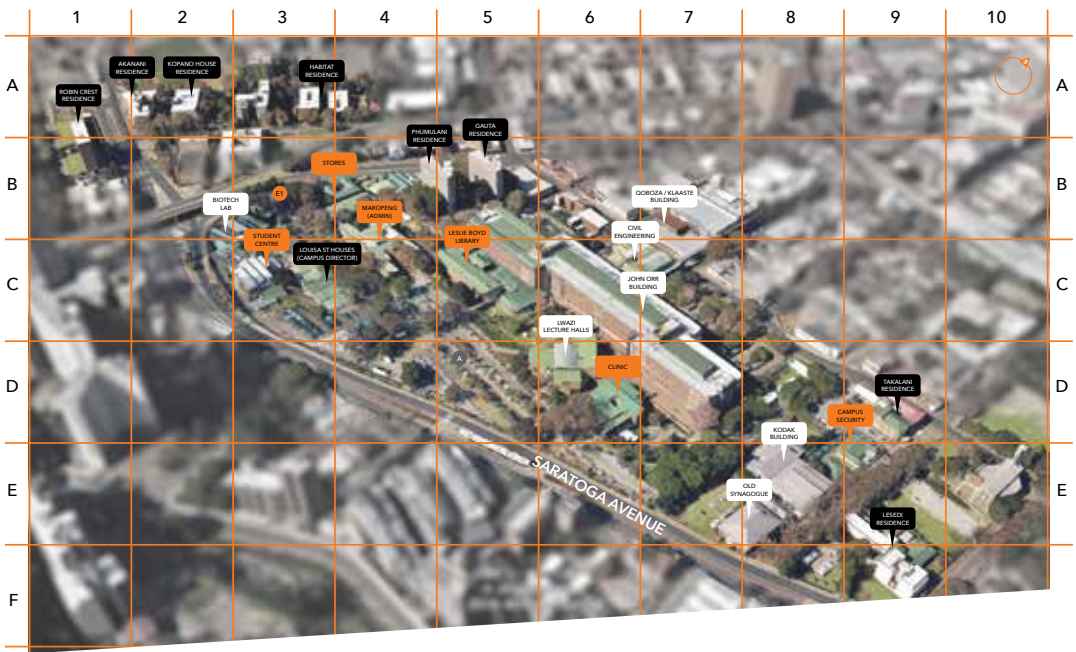 1 2 3 4 5 6 7 8 9 10
A
A
AKANANI
RESIDENCE
KOPANO HOUSE
RESIDENCE
HABITAT
RESIDENCE
ROBIN CREST
RESIDENCE
B
B
PHUMULANI
RESIDENCE
GAUTA
RESIDENCE
STORES
E1
BIOTECH
LAB
MAROPENG
(ADMIN)
QOBOZA / KLAASTE
BUILDING
CIVIL
ENGINEERING
STUDENT
CENTRE
LESLIE BOYD
LIBRARY
LOUISA ST HOUSES
(CAMPUS DIRECTOR)
C
C
JOHN ORR
BUILDING
LWAZI
LECTURE HALLS
D
D
A
CLINIC
TAKALANI
RESIDENCE
CAMPUS
SECURITY
KODAK
BUILDING
E
E
SARATOGA AVENUE
OLD
SYNAGOGUE
LESEDI
RESIDENCE
F
F